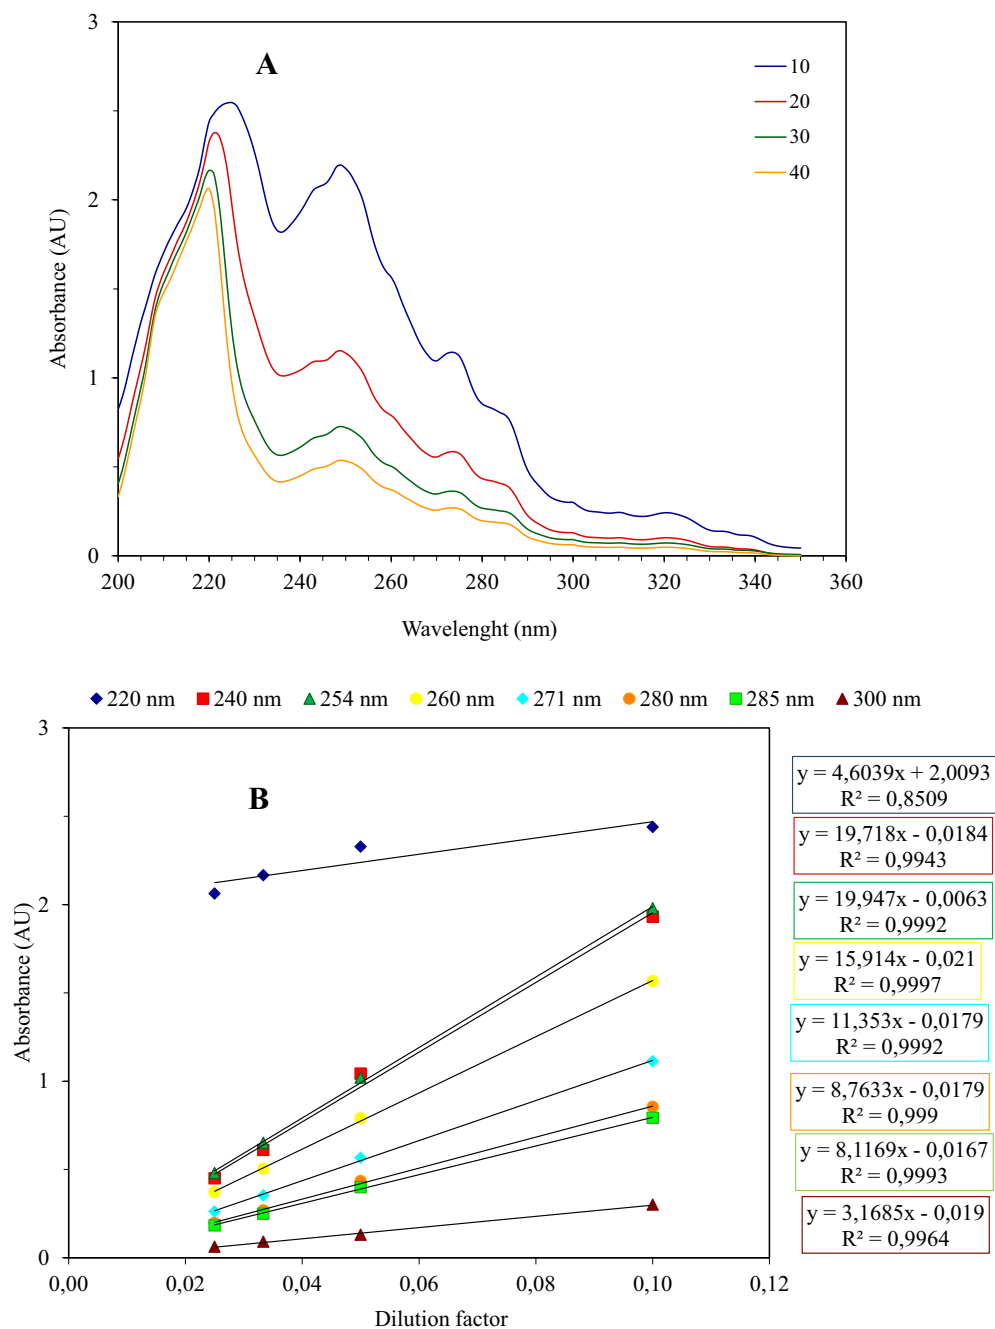 3
A
10
20
30
40
2
1
0
Absorbance (AU)
200 220 240 260 280 300 320 340 360
Wavelenght (nm)
220 nm 240 nm 254 nm 260 nm 271 nm 280 nm 285 nm 300 nm
3
B
2
1
0
Absorbance (AU)
0,00 0,02 0,04 0,06 0,08 0,10 0,12
Dilution factor
y = 4,6039x + 2,0093
R² = 0,8509
y = 19,718x - 0,0184
R² = 0,9943
y = 19,947x - 0,0063
R² = 0,9992
y = 15,914x - 0,021
R² = 0,9997
y = 11,353x - 0,0179
R² = 0,9992
y = 8,7633x - 0,0179
R² = 0,999
y = 8,1169x - 0,0167
R² = 0,9993
y = 3,1685x - 0,019
R² = 0,9964